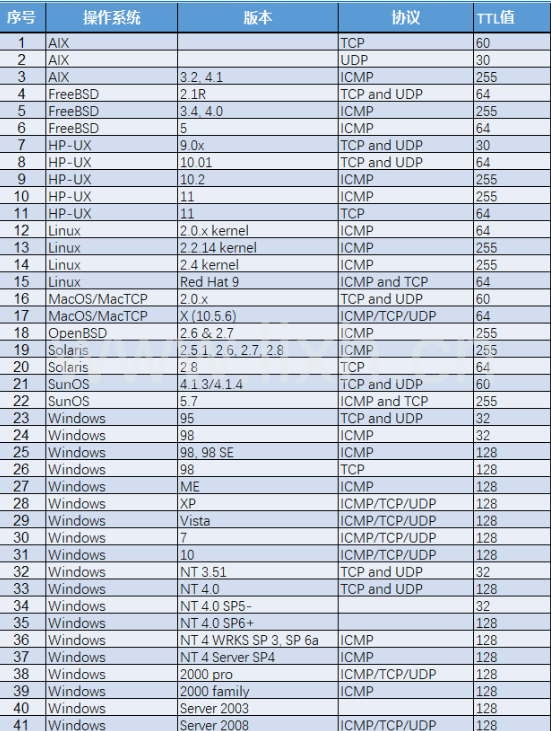 序号 操作系统 版本 协议 TTL值
1 AIX TCP 60
2 AIX UDP 30
3 AIX 3.2, 4.1 ICMP 255
4 FreeBSD 2.1R TCP and UDP 64
5 FreeBSD 3.4, 4.0 ICMP 255
6 FreeBSD 5 ICMP 64
7 HP-UX 9.0x TCP and UDP 30
8 HP-UX 10.01 TCP and UDP 64
9 HP-UX 10.2 ICMP 255
10 HP-UX 11 ICMP 255
11 HP-UX 11 TCP 64
12 Linux 2.0.x kernel ICMP 64
13 Linux 2.2.14 kernel ICMP 255
14 Linux 2.4 kernel ICMP 255
15 Linux Red Hat 9 ICMP and TCP 64
16 MacOS/MacTCP 2.0.x TCP and UDP 60
17 MacOS/MacTCP X (10.5.6) ICMP/TCP/UDP 64
18 OpenBSD 2.6 & 2.7 ICMP 255
19 Solaris 2.5.1, 2.6, 2.7, 2.8 ICMP 255
20 Solaris 2.8 TCP 64
21 SunOS 4.1.3/4.1.4 TCP and UDP 60
22 SunOS 5.7 ICMP and TCP 255
23 Windows 95 TCP and UDP 32
24 Windows 98 ICMP 32
25 Windows 98, 98 SE ICMP 128
26 Windows 98 TCP 128
27 Windows ME ICMP 128
28 Windows XP ICMP/TCP/UDP 128
29 Windows Vista ICMP/TCP/UDP 128
30 Windows 7 ICMP/TCP/UDP 128
31 Windows 10 ICMP/TCP/UDP 128
32 Windows NT 3.51 TCP and UDP 32
33 Windows NT 4.0 TCP and UDP 128
34 Windows NT 4.0 SP5- 32
35 Windows NT 4.0 SP6+ 128
36 Windows NT 4 WRKS SP 3, SP 6a ICMP 128
37 Windows NT 4 Server SP4 ICMP 128
38 Windows 2000 pro ICMP/TCP/UDP 128
39 Windows 2000 family ICMP 128
40 Windows Server 2003 128
41 Windows Server 2008 ICMP/TCP/UDP 128